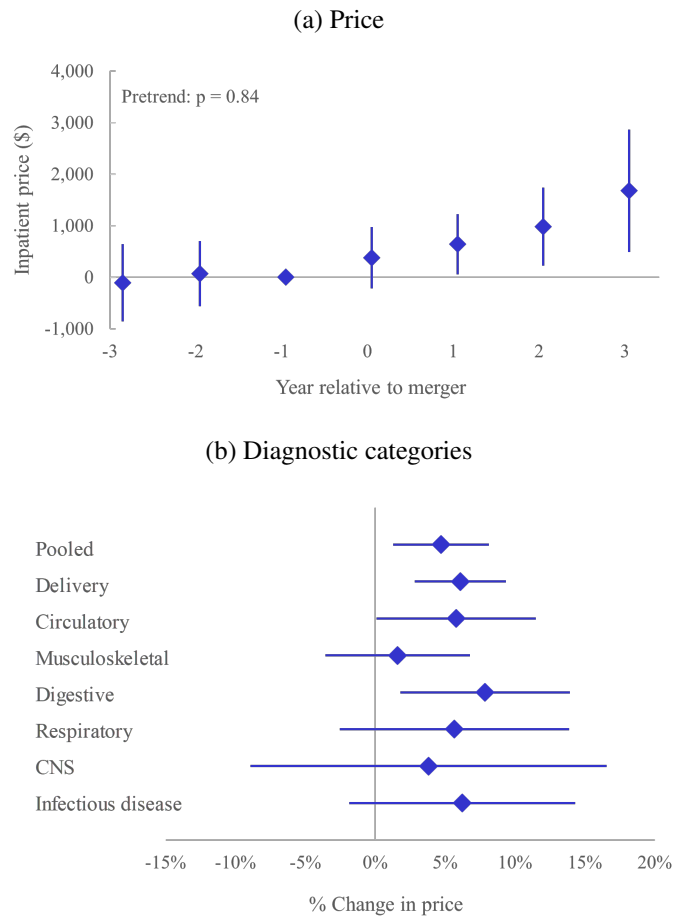 (a) Price
4,000
Pretrend: p = 0.84
3,000
2,000
1,000
0
-1,000
Inpatient price ($)
-3 -2 -1 0 1 2 3
Year relative to merger
(b) Diagnostic categories
Pooled
Delivery
Circulatory
Musculoskeletal
Digestive
Respiratory
CNS
Infectious disease
-15% -10% -5% 0% 5% 10% 15% 20%
% Change in price